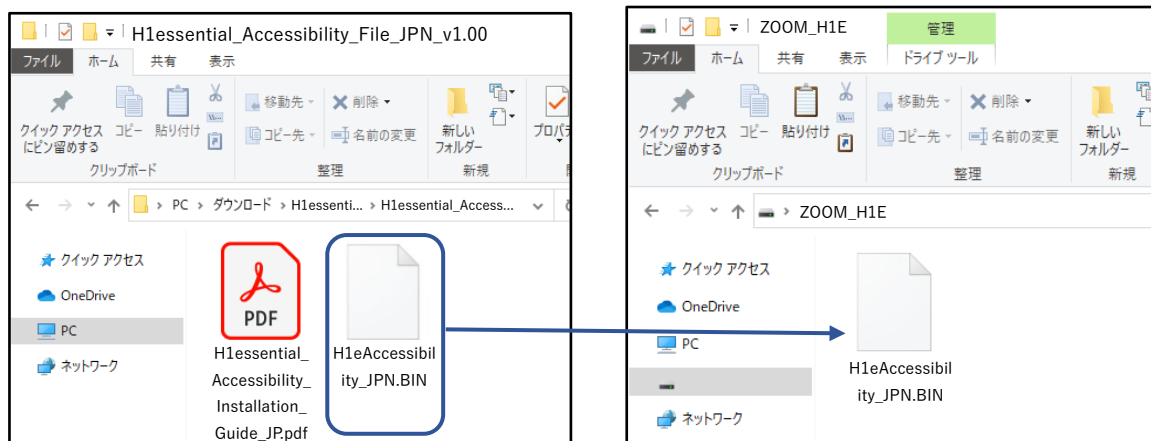 H1essential_Accessibility_File_JPN_v1.00
ファイル ホーム 共有 表示
クイック アクセス
にピン留めする
コピー 貼り付け
移動先 削除
コピー先 名前の変更
新しい
フォルダー
クリップボード 整理 新規
PC ダウンロード H1essenti... H1essential_Access...
クイック アクセス
OneDrive
PC
ネットワーク
PDF
H1essential_
Accessibility_
Installation_
Guide_JP.pdf
H1eAccessibil
ity_JPN.BIN
ZOOM_H1E
管理
ファイル ホーム 共有 表示 ドライブ ツール
クイック アクセス
にピン留めする
コピー 貼り付け
移動先 削除
コピー先 名前の変更
新しい
フォルダー
クリップボード 整理 新規
ZOOM_H1E
クイック アクセス
OneDrive
PC
ネットワーク
H1eAccessibil
ity_JPN.BIN